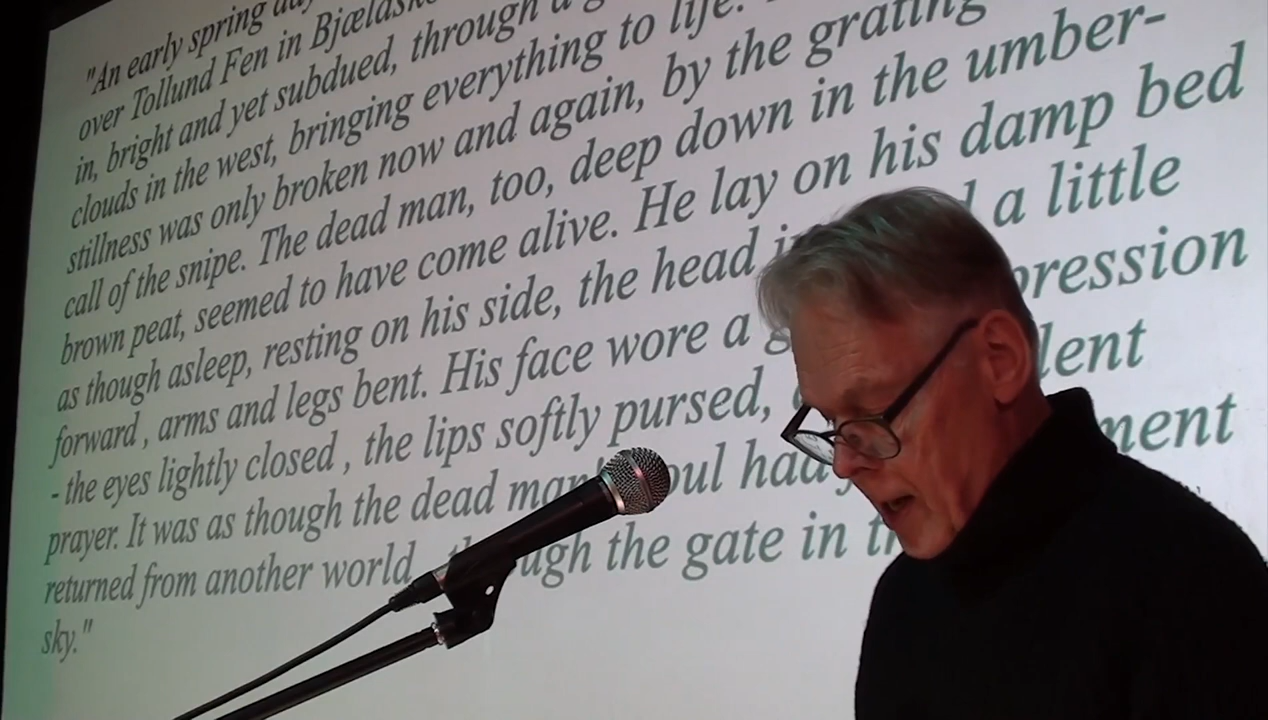 "An early spring day
over Tollund Fen in Bjælds
in, bright and yet subdued, through a g
clouds in the west, bringing everything to life.
stillness was only broken now and again, by the grating
call of the snipe. The dead man, too, deep down in the umber-
brown peat, seemed to have come alive. He lay on his damp bed
as though asleep, resting on his side, the head in d a little
forward , arms and legs bent. His face wore a g pression
- the eyes lightly closed , the lips softly pursed, lent
prayer. It was as though the dead man's soul had ment
returned from another world , through the gate in th
sky."